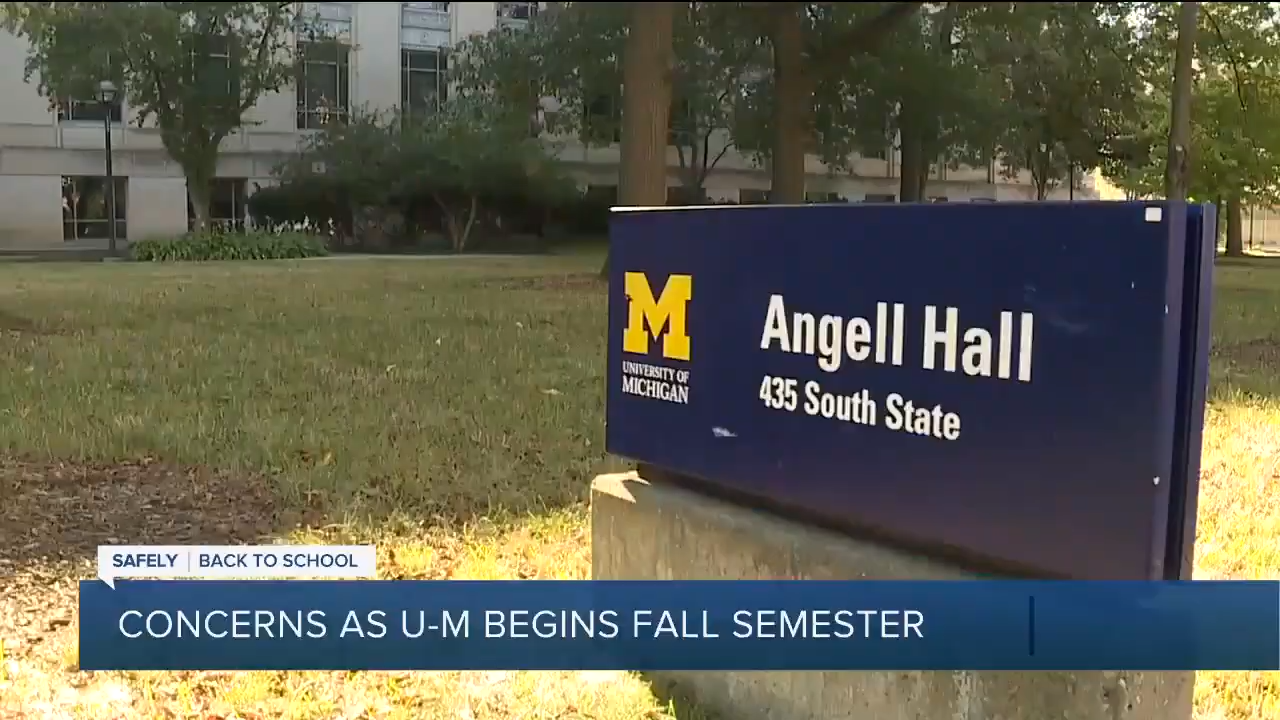 M
UNIVERSITY OF
MICHIGAN
Angell Hall
435 South State
SAFELY | BACK TO SCHOOL
CONCERNS AS U-M BEGINS FALL SEMESTER